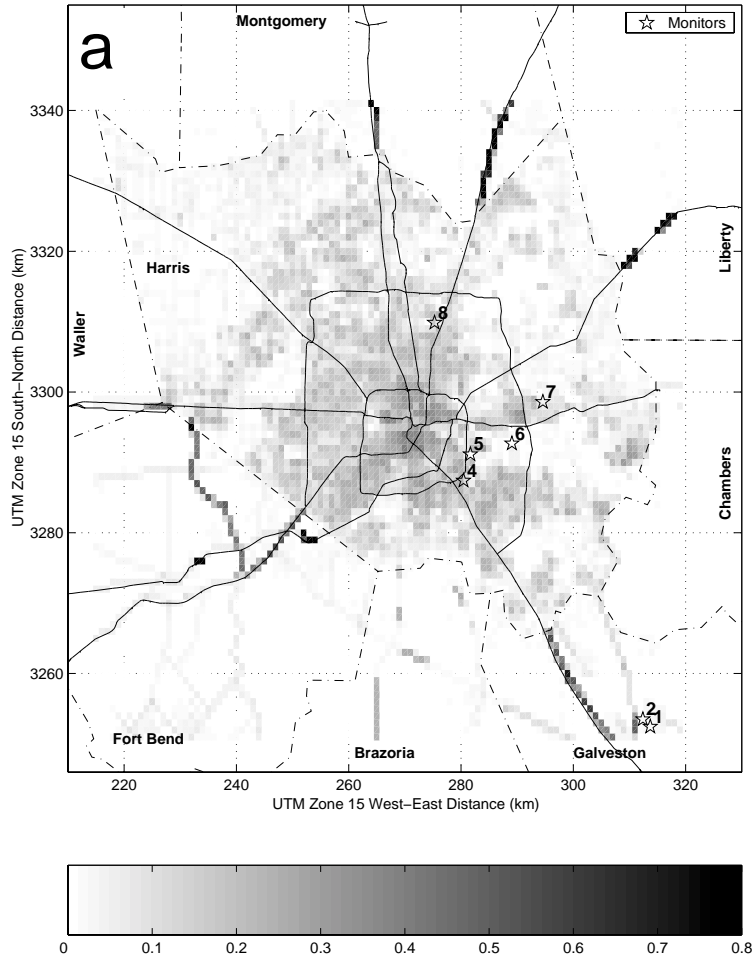 Montgomery
☆ Monitors
a
3340
3320
Liberty
Harris
8
Waller
3300
7
6
5
4
Chambers
3280
3260
2
1
Fort Bend
Brazoria
Galveston
220 240 260 280 300 320
UTM Zone 15 West−East Distance (km)
UTM Zone 15 South−North Distance (km)
0 0.1 0.2 0.3 0.4 0.5 0.6 0.7 0.8